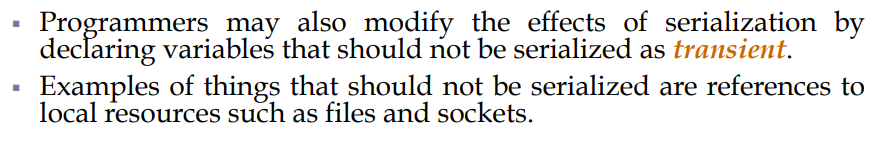 ▪ Programmers may also modify the effects of serialization by
declaring variables that should not be serialized as transient.
▪ Examples of things that should not be serialized are references to
local resources such as files and sockets.